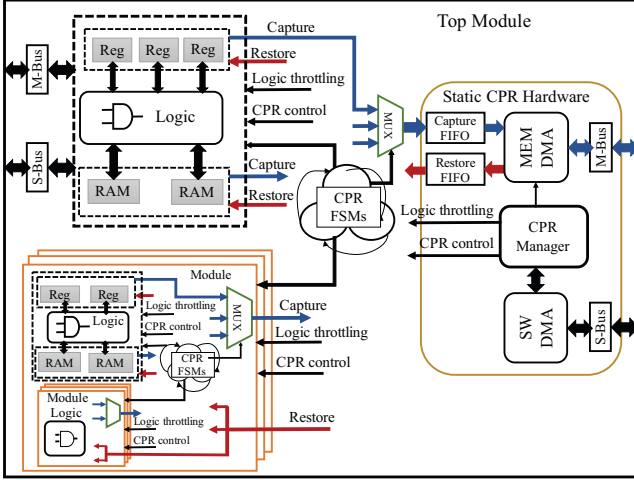 Top Module
M-Bus
S-Bus
Reg
Reg
Reg
Logic
RAM
RAM
Capture
Restore
Logic throttling
CPR control
Capture
Restore
MUX
CPR
FSMs
Static CPR Hardware
Capture
FIFO
Restore
FIFO
MEM
DMA
M-Bus
Logic throttling
CPR control
CPR
Manager
SW
DMA
S-Bus
Module
Reg
Reg
Logic
RAM
RAM
Logic throttling
CPR control
MUX
CPR
FSMs
Capture
Logic throttling
CPR control
Restore
Module
Logic
Logic throttling
CPR control